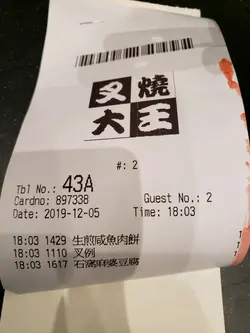 叉燒
大王
#: 2
Tbl No.: 43A
Cardno: 897338 Guest No.: 2
Date: 2019-12-05 Time: 18:03
18:03 1429 生煎咸魚肉餅
18:03 1110 叉例
18:03 1617 石窩麻婆豆腐